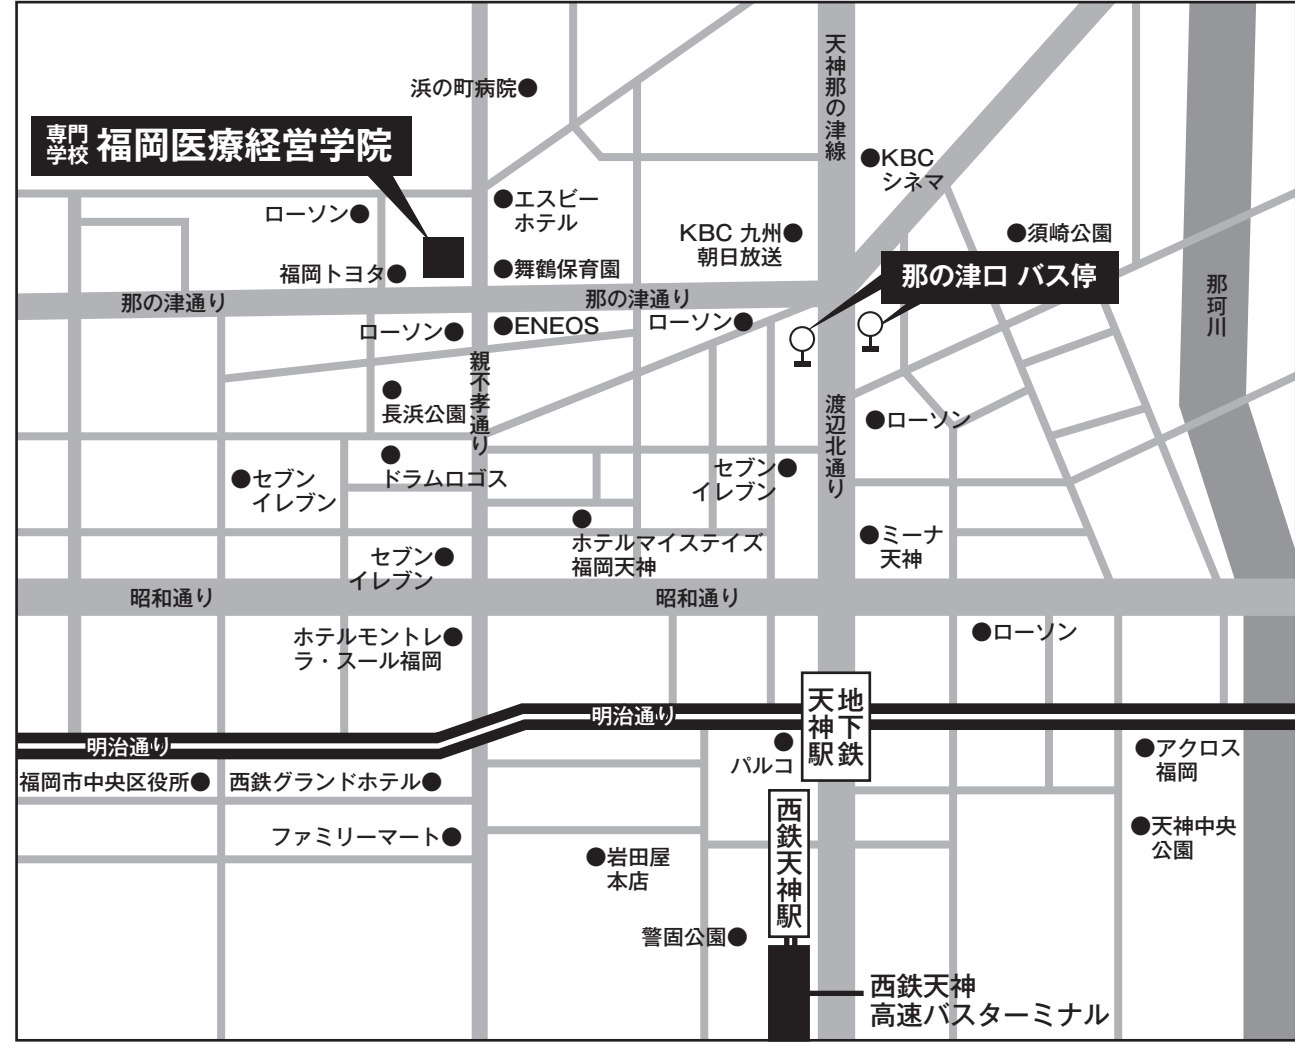 浜の町病院
天神那の津線
専門
学校
福岡医療経営学院
KBC
シネマ
ローソン
エスビー
ホテル
KBC 九州
朝日放送
須崎公園
福岡トヨタ
舞鶴保育園
那の津口 バス停
那の津通り
那の津通り
那珂川
ローソン
ENEOS
ローソン
親不孝通り
長浜公園
渡辺北通り
ローソン
セブン
イレブン
ドラムロゴス
セブン
イレブン
ホテルマイステイズ
福岡天神
ミーナ
天神
セブン
イレブン
昭和通り
昭和通り
ホテルモントレ
ラ・スール福岡
ローソン
明治通り
地下鉄
天神駅
明治通り
パルコ
アクロス
福岡
福岡市中央区役所
西鉄グランドホテル
西鉄天神駅
ファミリーマート
天神中央
公園
岩田屋
本店
警固公園
西鉄天神
高速バスターミナル